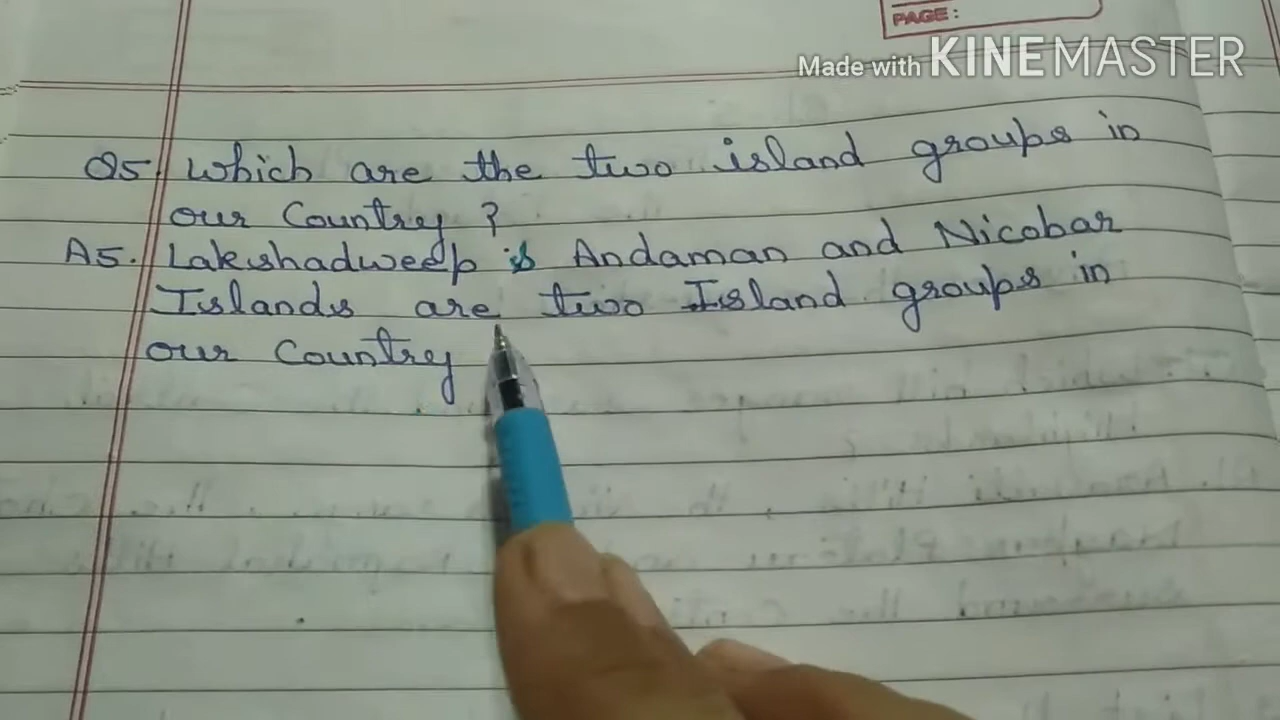 PAGE:
Made with KINEMASTER
Q5. Which are the two island groups in
our Country ?
A5. Lakshadweep is Andaman and Nicobar
Islands are two Island groups in
our Country